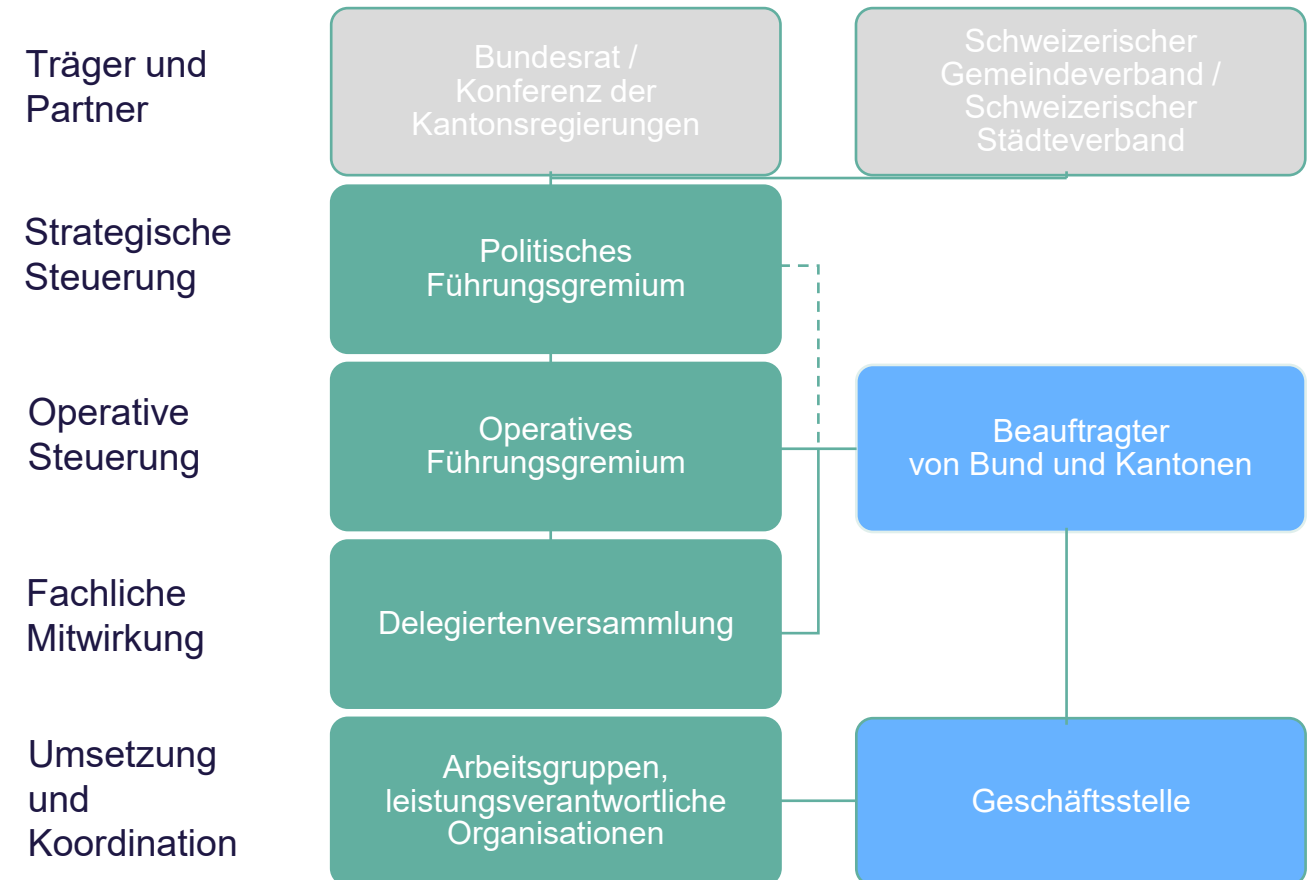 Träger und
Partner
Bundesrat /
Konferenz der
Kantonsregierungen
Schweizerischer
Gemeindeverband /
Schweizerischer
Städteverband
Strategische
Steuerung
Politisches
Führungsgremium
Operative
Steuerung
Operatives
Führungsgremium
Beauftragter
von Bund und Kantonen
Fachliche
Mitwirkung
Delegiertenversammlung
Umsetzung
und
Koordination
Arbeitsgruppen,
leistungsverantwortliche
Organisationen
Geschäftsstelle